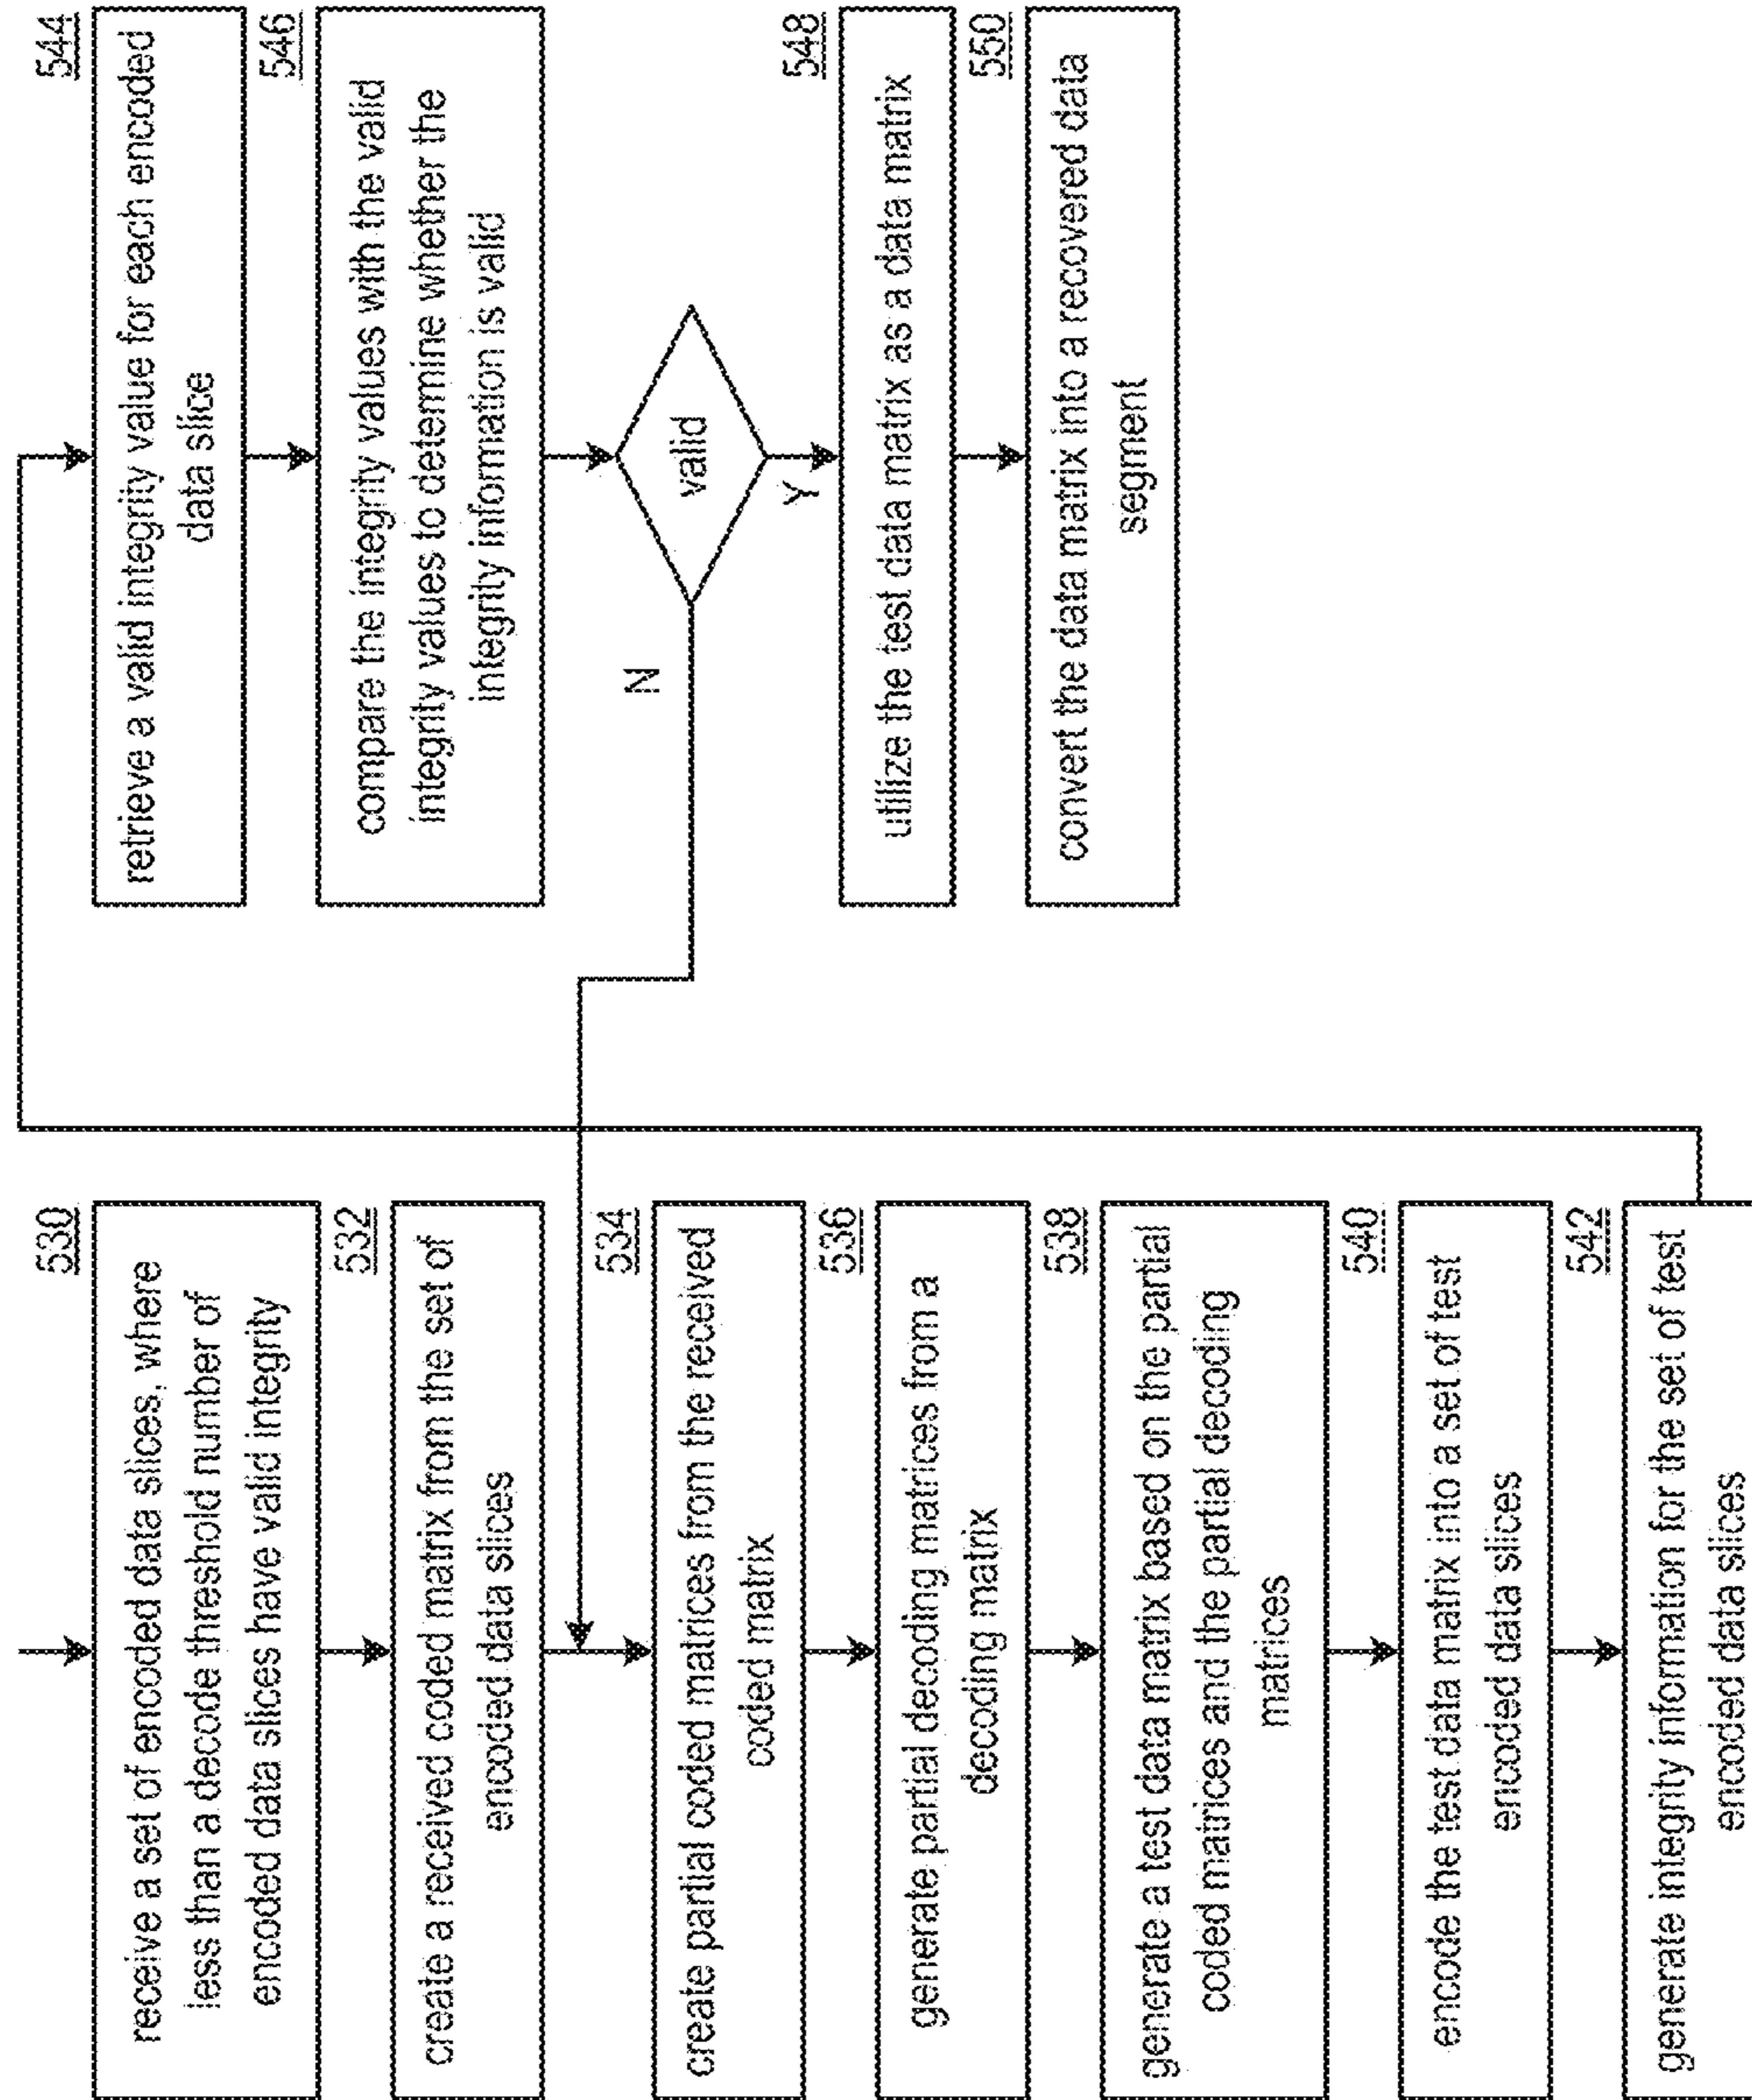 530
receive a set of encoded data slices, where
less than a decode threshold number of
encoded data slices have valid integrity
532
create a received coded matrix from the set of
encoded data slices
534
create partial coded matrices from the received
coded matrix
536
generate partial decoding matrices from a
decoding matrix
538
generate a test data matrix based on the partial
coded matrices and the partial decoding
matrices
540
encode the test data matrix into a set of test
encoded data slices
542
generate integrity information for the set of test
encoded data slices
544
retrieve a valid integrity value for each encoded
data slice
546
compare the integrity values with the valid
integrity values to determine whether the
integrity information is valid
valid
N
Y
548
utilize the test data matrix as a data matrix
550
convert the data matrix into a recovered data
segment